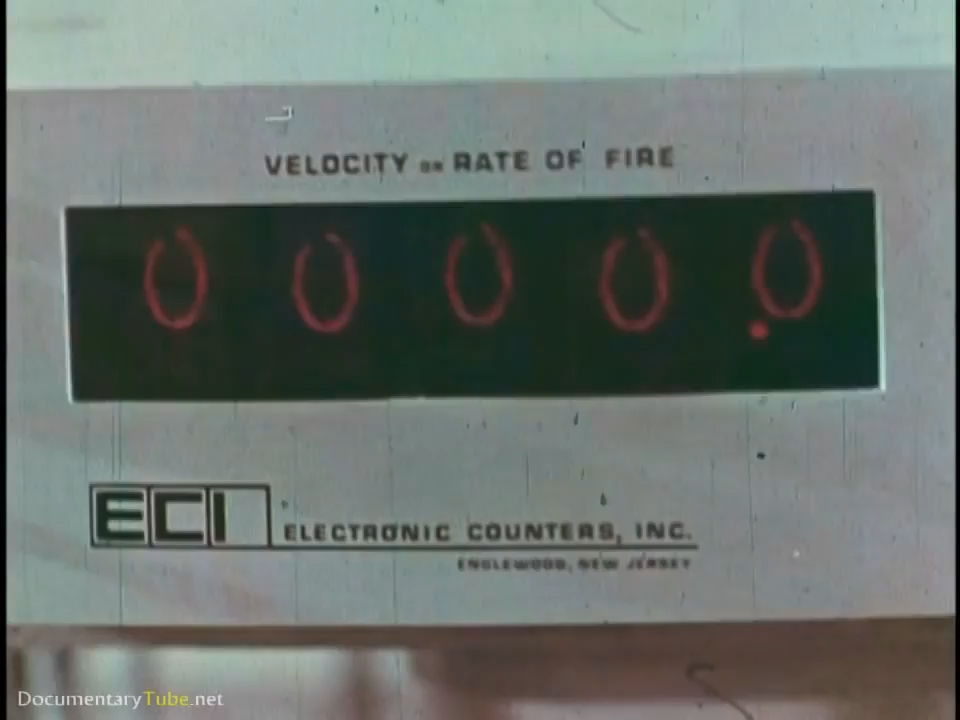 VELOCITY OR RATE OF FIRE
0000.0
ECI ELECTRONIC COUNTERS, INC.
ENGLEWOOD, NEW JERSEY
DocumentaryTube.net